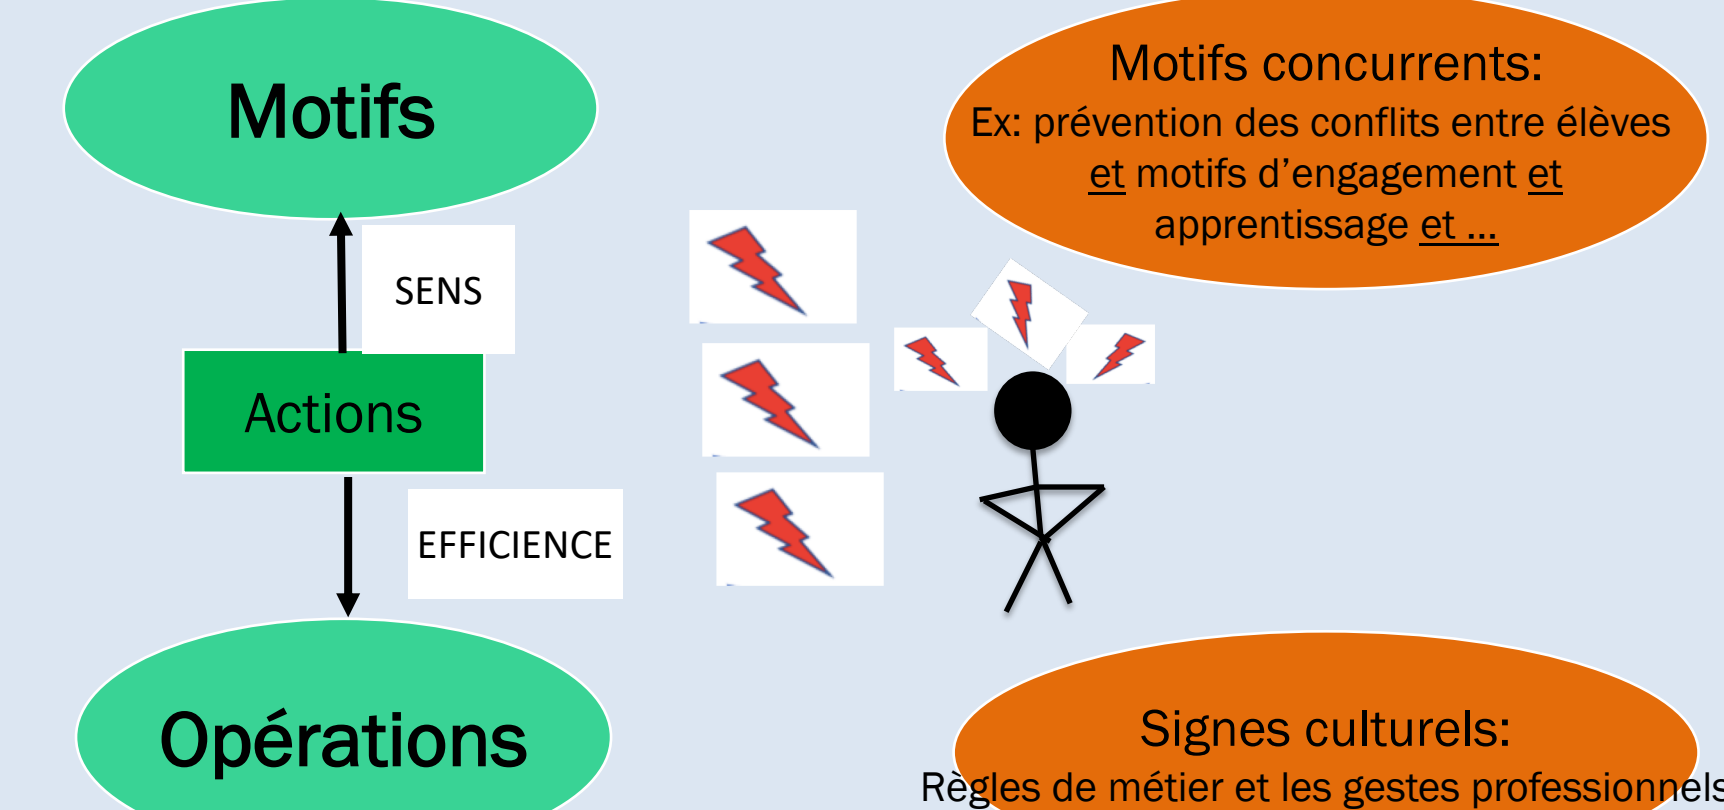 Motifs
SENS
Actions
EFFICIENCE
Opérations
Motifs concurrents:
Ex: prévention des conflits entre élèves
et motifs d’engagement et
apprentissage et ...
Signes culturels:
Règles de métier et les gestes professionnels